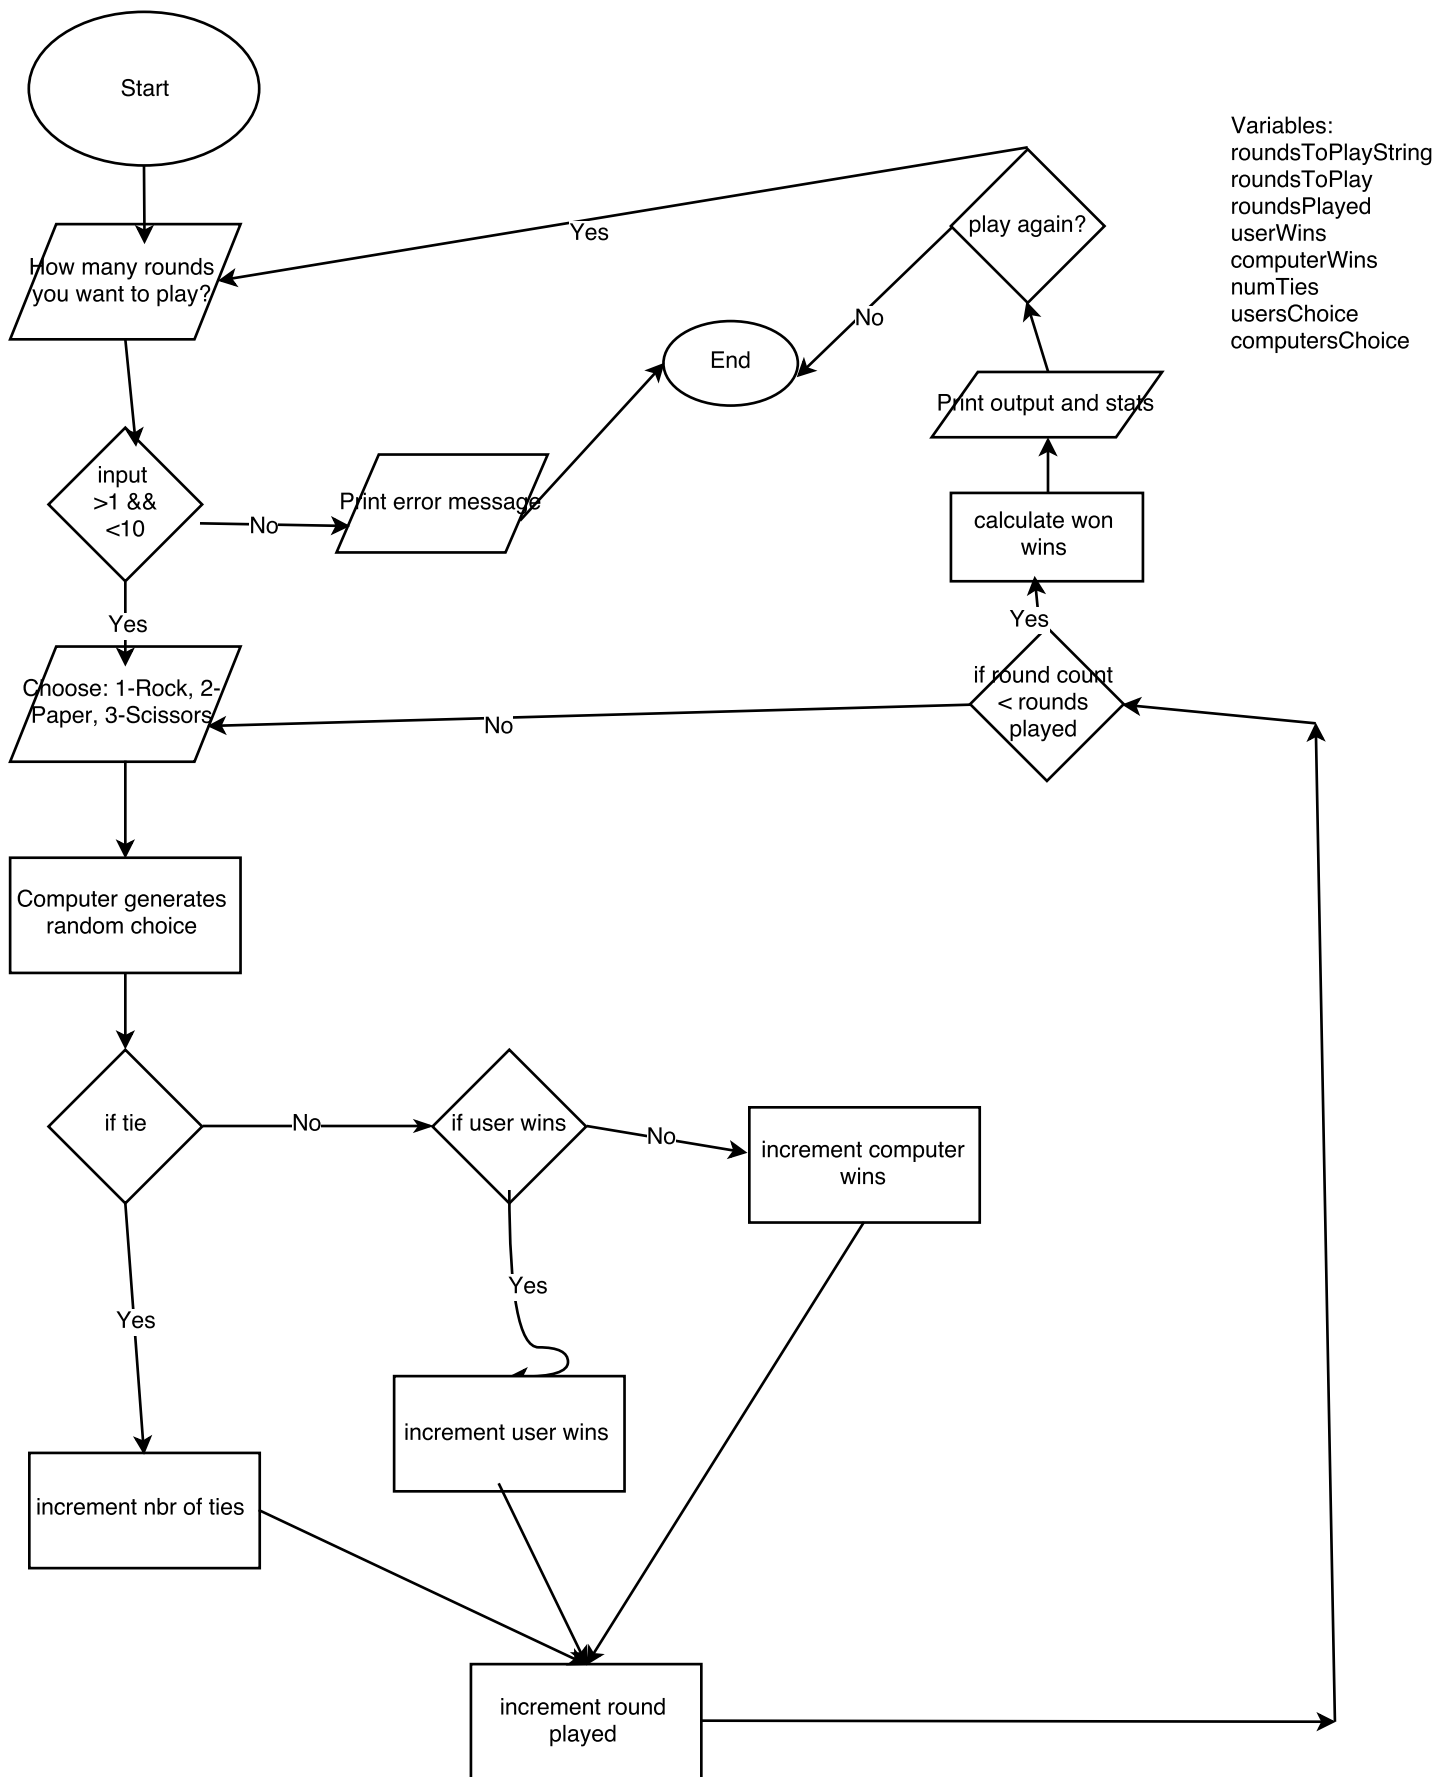 Start
Variables:
roundsToPlayString
roundsToPlay
roundsPlayed
userWins
computerWins
numTies
usersChoice
computersChoice
play again?
Yes
How many rounds
you want to play?
No
End
Print output and stats
input
>1 &&
<10
No
Print error message
calculate won
wins
Yes
Yes
if round count
< rounds
played
Choose: 1-Rock, 2-
Paper, 3-Scissors
No
Computer generates
random choice
if tie
No
if user wins
No
increment computer
wins
Yes
Yes
increment user wins
increment nbr of ties
increment round
played